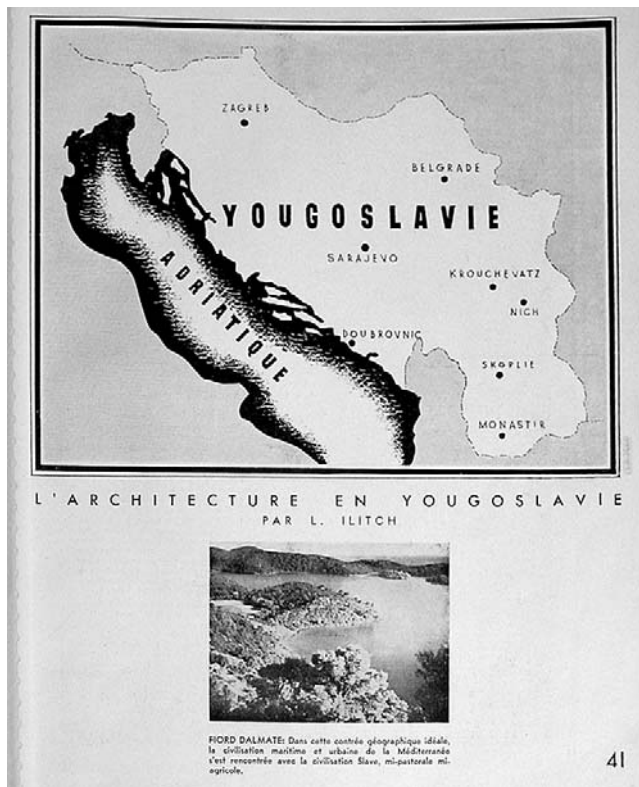 ZAGREB
BELGRADE
YOUGOSLAVIE
SARAJEVO
KROUCHEVATZ
NICH
ADRIATIQUE
DOUBROVNIC
SKOPLIE
MONASTIR
L'ARCHITECTURE EN YOUGOSLAVIE
PAR L. ILITCH
FIORD DALMATE: Dans cette contrée géographique idéale,
la civilisation maritime et urbaine de la Méditerranée
s'est rencontrée avec la civilisation Slave, mi-pastorale mi-
agricole.
41